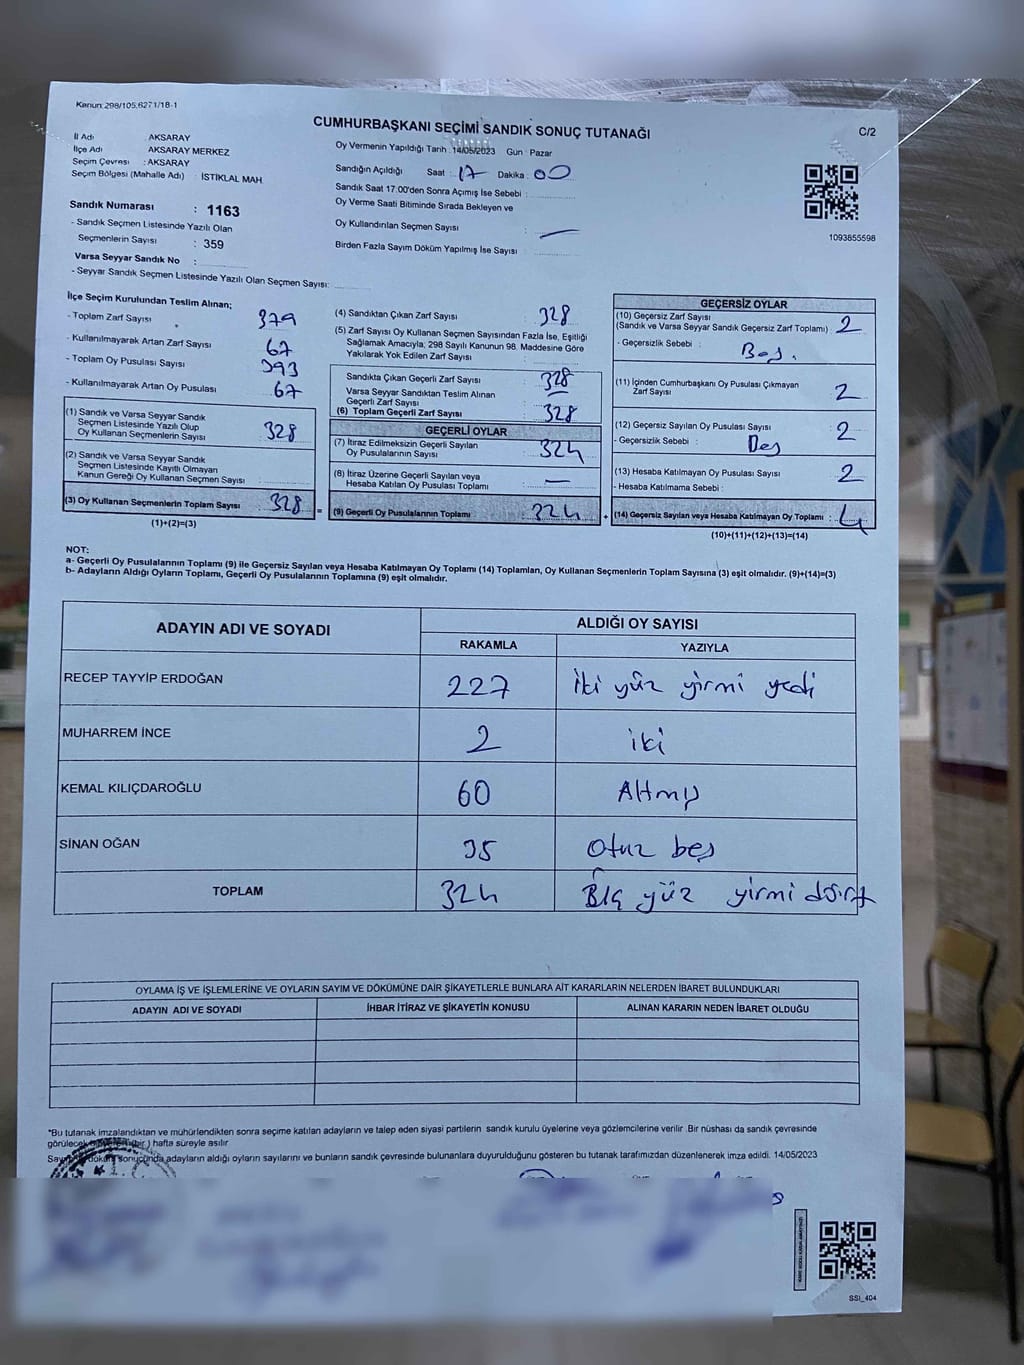 Kanun:298/105,6271/18-1
CUMHURBAŞKANI SEÇİMİ SANDIK SONUÇ TUTANAĞI
C/2
İl Adı : AKSARAY
İlçe Adı AKSARAY MERKEZ
Seçim Çevrəsi : AKSARAY
Seçim Bölgesi (Mahalle Adı) : İSTİKLAL MAH.
Oy Vermenin Yapıldığı Tarih :14/05/2023 Gün : Pazar
Sandığın Açıldığı Saat : 17 Dakika : 00
Sandık Saat 17.00'den Sonra Açımış İse Sebebi :
Oy Verme Saati Bitiminde Sırada Bekleyen ve
Oy Kullandırılan Seçmen Sayısı : —
Birden Fazla Sayım Döküm Yapılmış İse Sayısı :
1093855598
Sandık Numarası : 1163
- Sandık Seçmen Listesinde Yazılı Olan
Seçmenlerin Sayısı : 359
Varsa Seyyar Sandık No :
- Seyyar Sandık Seçmen Listesinde Yazılı Olan Seçmen Sayısı:
İlçe Seçim Kurulundan Teslim Alınan;
- Toplam Zarf Sayısı : 379
- Kullanılmayarak Artan Zarf Sayısı : 67
- Toplam Oy Pusulası Sayısı : 393
- Kullanılmayarak Artan Oy Pusulası : 67
(1) Sandık ve Varsa Seyyar Sandık
Seçmen Listesinde Yazılı Olup
Oy Kullanan Seçmenlerin Sayısı : 328
(2) Sandık ve Varsa Seyyar Sandık
Seçmen Listesinde Kayıtlı Olmayan
Kanun Gereği Oy Kullanan Seçmen Sayısı :
(3) Oy Kullanan Seçmenlerin Toplam Sayısı : 328
(1)+(2)=(3)
=
(4) Sandıktan Çıkan Zarf Sayısı : 328
(5) Zarf Sayısı Oy Kullanan Seçmen Sayısından Fazla İse, Eşitliği
Sağlamak Amacıyla; 298 Sayılı Kanunun 98. Maddesine Göre
Yakılarak Yok Edilen Zarf Sayısı :
Sandıkta Çıkan Geçerli Zarf Sayısı : 328
Varsa Seyyar Sandıktan Teslim Alınan
Geçerli Zarf Sayısı : —
(6) Toplam Geçerli Zarf Sayısı : 328
GEÇERLİ OYLAR
(7) İtiraz Edilmeksizin Geçerli Sayılan
Oy Pusulalarının Sayısı : 324
(8) İtiraz Üzerine Geçerli Sayılan veya
Hesaba Katılan Oy Pusulası Toplamı : —
(9) Geçerli Oy Pusulalarının Toplamı : 324
+
GEÇERSİZ OYLAR
(10) Geçersiz Zarf Sayısı
(Sandık ve Varsa Seyyar Sandık Geçersiz Zarf Toplamı) : 2
- Geçersizlik Sebebi :
(11) İçinden Cumhurbaşkanı Oy Pusulası Çıkmayan
Zarf Sayısı : 2
(12) Geçersiz Sayılan Oy Pusulası Sayısı : 2
- Geçersizlik Sebebi :
(13) Hesaba Katılmayan Oy Pusulası Sayısı : 2
- Hesaba Katılmama Sebebi :
(14) Geçersiz Sayılan veya Hesaba Katılmayan Oy Toplamı : 4
(10)+(11)+(12)+(13)=(14)
NOT:
a- Geçerli Oy Pusulalarının Toplamı (9) ile Geçersiz Sayılan veya Hesaba Katılmayan Oy Toplamı (14) Toplamları, Oy Kullanan Seçmenlerin Toplam Sayısına (3) eşit olmalıdır. (9)+(14)=(3)
b- Adayların Aldığı Oyların Toplamı, Geçerli Oy Pusulalarının Toplamına (9) eşit olmalıdır.
ADAYIN ADI VE SOYADI
ALDIĞI OY SAYISI
RAKAMLA YAZIYLA
RECEP TAYYİP ERDOĞAN 227 iki yüz yirmi yedi
MUHARREM İNCE 2 iki
KEMAL KILIÇDAROĞLU 60 Altmış
SİNAN OĞAN 35 Otuz beş
TOPLAM 324 yüz yirmi dört
OYLAMA İŞ VE İŞLEMLERİNE VE OYLARIN SAYIM VE DÖKÜMÜNE DAİR ŞİKAYETLERLE BUNLARA AİT KARARLARIN NELERDEN İBARET BULUNDUKLARI
ADAYIN ADI VE SOYADI İHBAR İTİRAZ VE ŞİKAYETİN KONUSU ALINAN KARARIN NEDEN İBARET OLDUĞU
*Bu tutanak imzalandıktan ve mühürlendikten sonra seçime katılan adayların ve talep eden siyasi partilerin sandık kurulu üyelerine veya gözlemcilerine verilir. Bir nüshası da sandık çevresinde
görülecek hafta süreyle asılır
sonucunda adayların aldığı oyların sayılarını ve bunların sandık çevresinde bulunanlara duyurulduğunu gösteren bu tutanak tarafımızdan düzenlenerek imza edildi. 14/05/2023
T.C.
SSİ_404